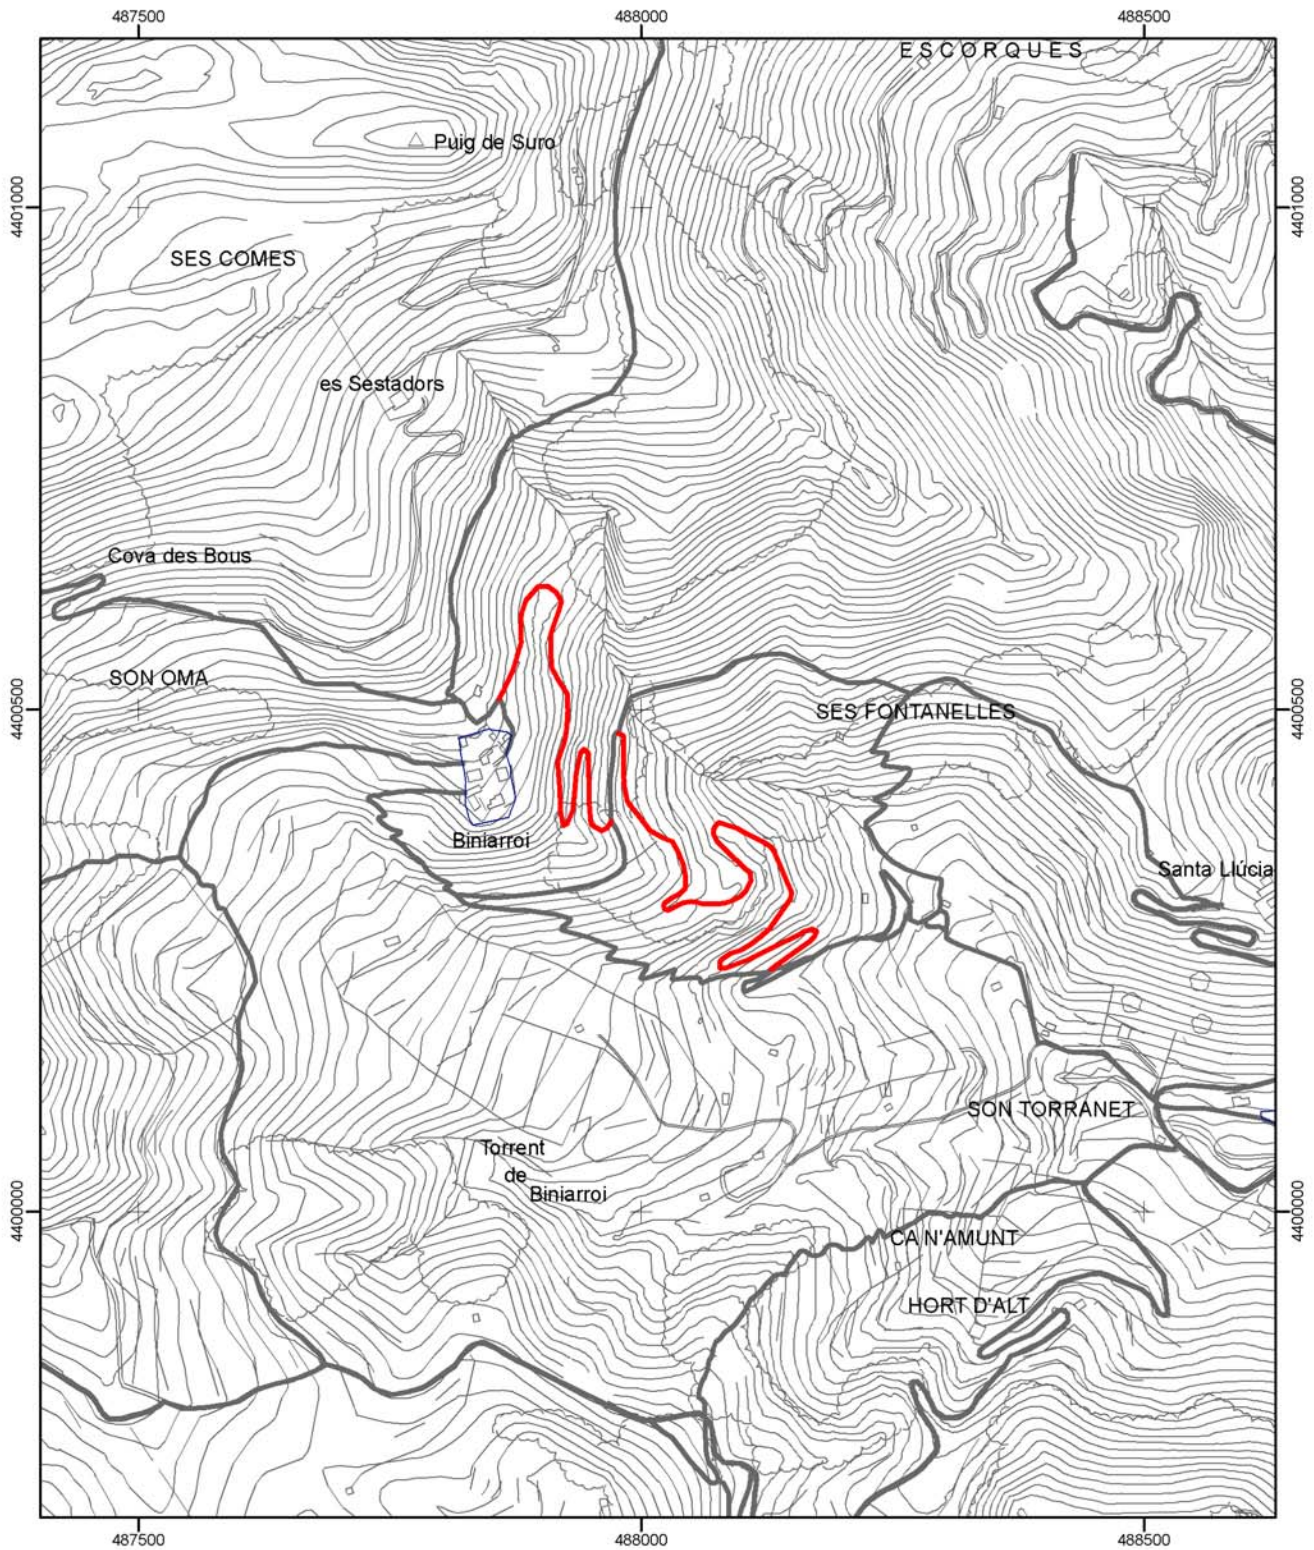 487500
488000
488500
ESCORQUES
Puig de Suro
4401000
4401000
SES COMES
es Sestadors
Cova des Bous
SON OMA
4400500
4400500
SES FONTANELLES
Biniarroi
Santa Llúcia
SON TORRANET
Torrent
de
Biniarroi
4400000
4400000
CA N'AMUNT
HORT D'ALT
487500
488000
488500